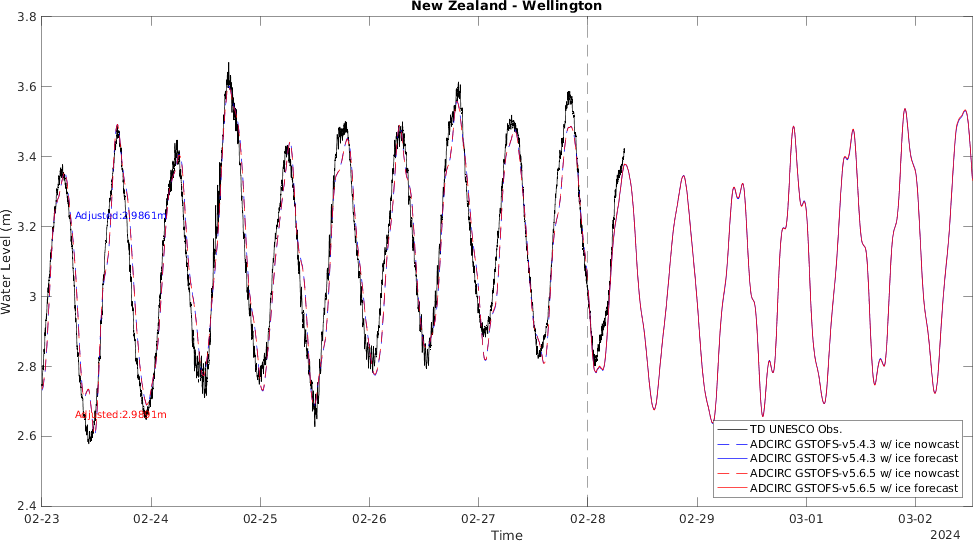 New Zealand - Wellington
3.8
3.6
3.4
3.2
3
2.8
2.6
2.4
Water Level (m)
Adjusted:2.9861m
Adjusted:2.9861m
TD UNESCO Obs.
ADCIRC GSTOFS-v5.4.3 w/ ice nowcast
ADCIRC GSTOFS-v5.4.3 w/ ice forecast
ADCIRC GSTOFS-v5.6.5 w/ ice nowcast
ADCIRC GSTOFS-v5.6.5 w/ ice forecast
02-23 02-24 02-25 02-26 02-27 02-28 02-29 03-01 03-02
Time
2024